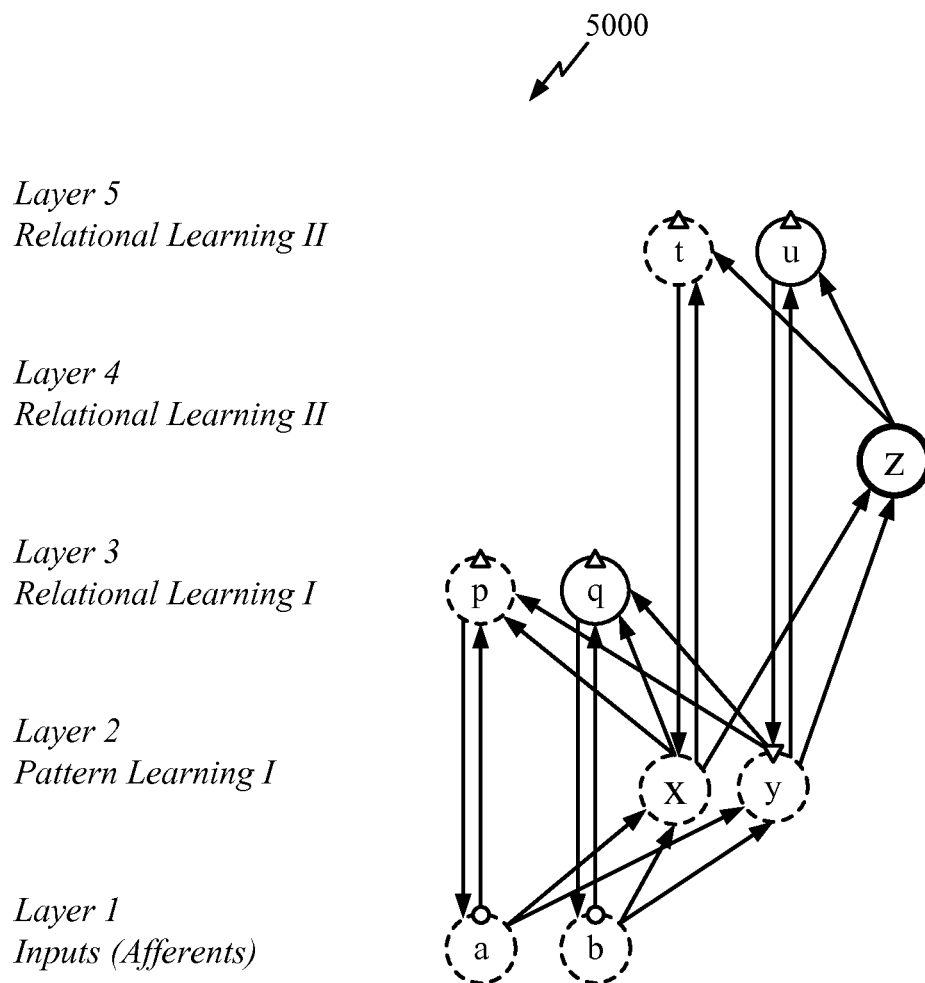 5000
Layer 5
Relational Learning II
t u
Layer 4
Relational Learning II
z
Layer 3
Relational Learning I
p q
Layer 2
Pattern Learning I
x y
Layer 1
Inputs (Afferents)
a b